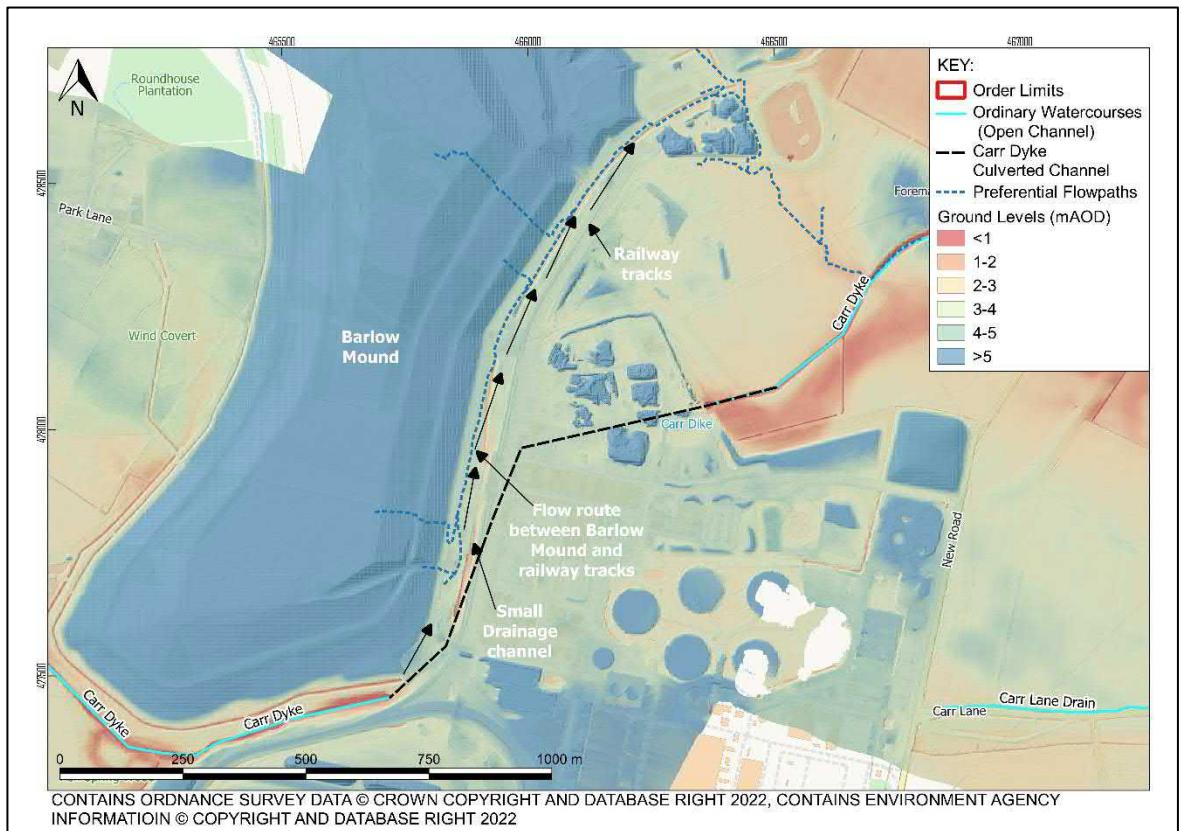 465500
466000
466500
467000
Roundhouse
Plantation
N
KEY:
Order Limits
Ordinary Watercourses
(Open Channel)
Carr Dyke
Culverted Channel
Preferential Flowpaths
Ground Levels (mAOD)
<1
1-2
2-3
3-4
4-5
>5
428500
Park Lane
Forem
Railway
tracks
Carr Dyke
Wind Covert
Barlow
Mound
428000
Carr Dike
Flow route
between Barlow
Mound and
railway tracks
New Road
Small
Drainage
channel
427500
Carr Dyke
Carr Dyke
Carr Lane Drain
Carr Lane
0
250
500
750
1000 m
CONTAINS ORDNANCE SURVEY DATA © CROWN COPYRIGHT AND DATABASE RIGHT 2022, CONTAINS ENVIRONMENT AGENCY
INFORMATIOIN © COPYRIGHT AND DATABASE RIGHT 2022